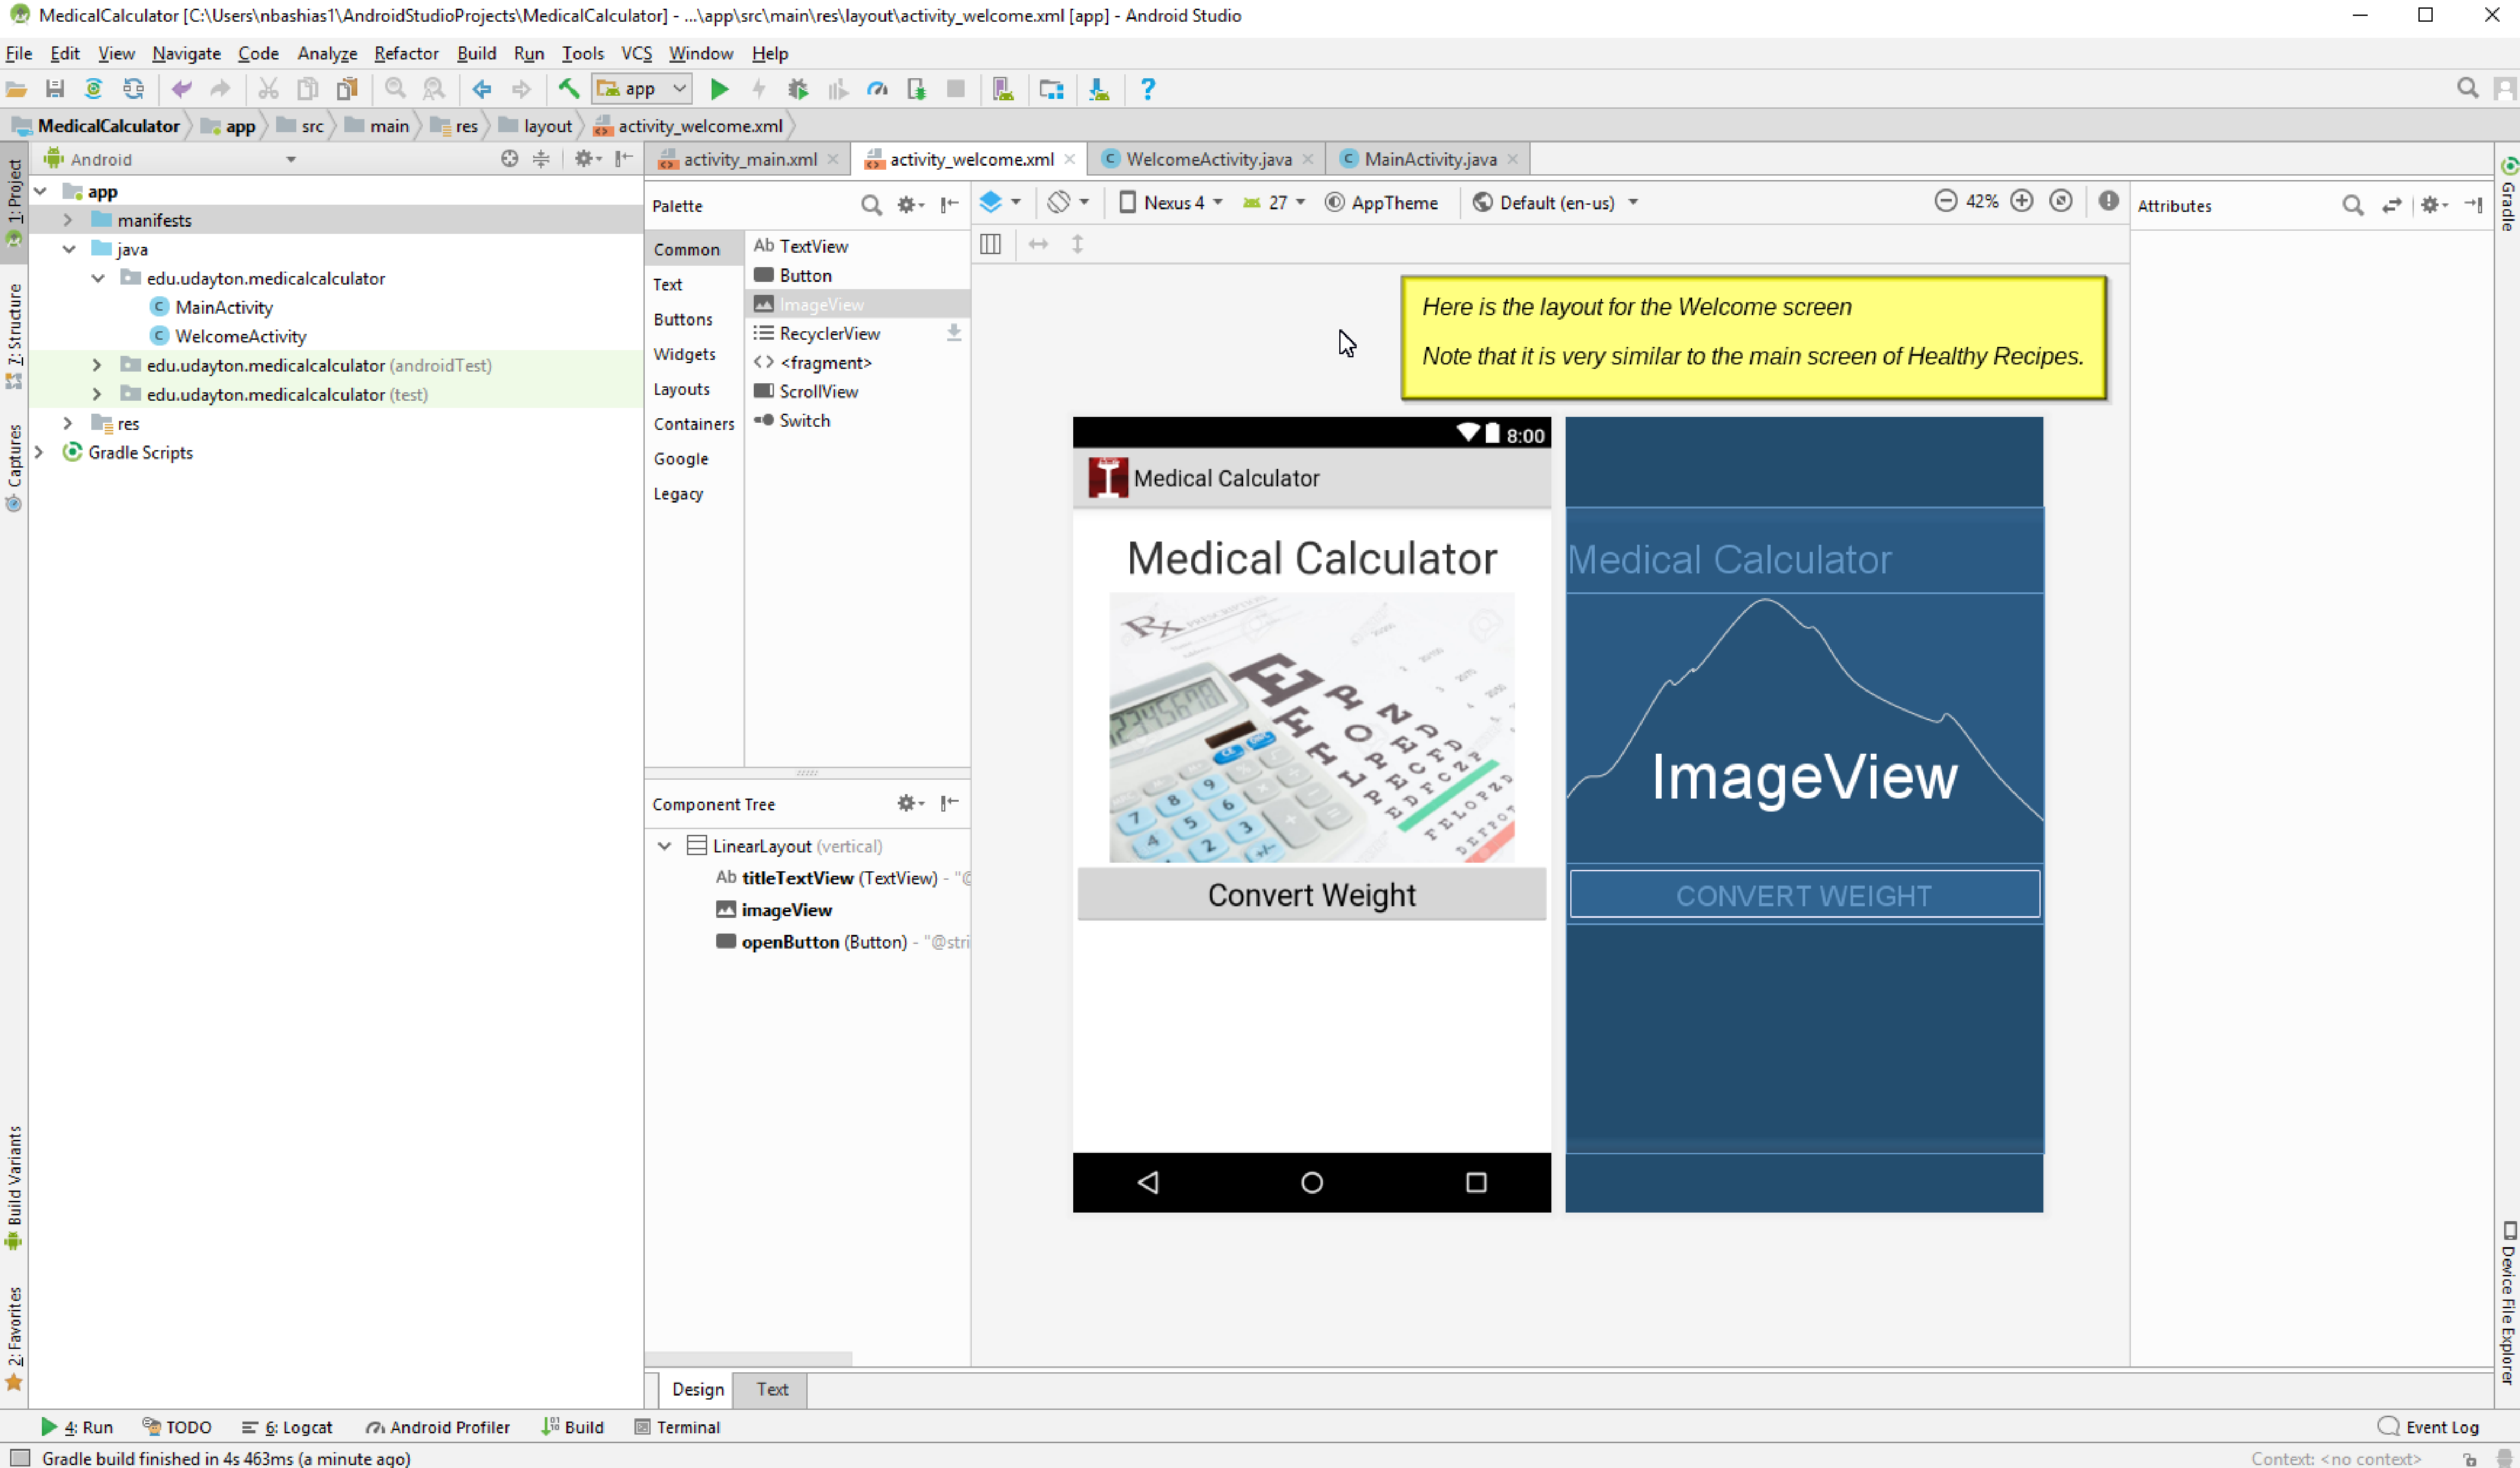 MedicalCalculator [C:\Users\nbashias1\AndroidStudioProjects\MedicalCalculator] - ...\app\src\main\res\layout\activity_welcome.xml [app] - Android Studio
File Edit View Navigate Code Analyze Refactor Build Run Tools VCS Window Help
app
MedicalCalculator app src main res layout activity_welcome.xml
1: Project
7: Structure
Captures
Build Variants
2: Favorites
Android
app
manifests
java
edu.udayton.medicalcalculator
MainActivity
WelcomeActivity
edu.udayton.medicalcalculator (androidTest)
edu.udayton.medicalcalculator (test)
res
Gradle Scripts
activity_main.xml activity_welcome.xml WelcomeActivity.java MainActivity.java
Palette
Common
Text
Buttons
Widgets
Layouts
Containers
Google
Legacy
Ab TextView
Button
ImageView
RecyclerView
<fragment>
ScrollView
Switch
Component Tree
LinearLayout (vertical)
Ab titleTextView (TextView) - "@
imageView
openButton (Button) - "@stri
Nexus 4 27 AppTheme Default (en-us) 42%
Attributes
Here is the layout for the Welcome screen
Note that it is very similar to the main screen of Healthy Recipes.
8:00
Medical Calculator
Medical Calculator
Rx PRESCRIPTION
12345678
Convert Weight
Medical Calculator
ImageView
CONVERT WEIGHT
Gradle
Device File Explorer
Design Text
4: Run TODO 6: Logcat Android Profiler Build Terminal Event Log
Gradle build finished in 4s 463ms (a minute ago) Context: <no context>